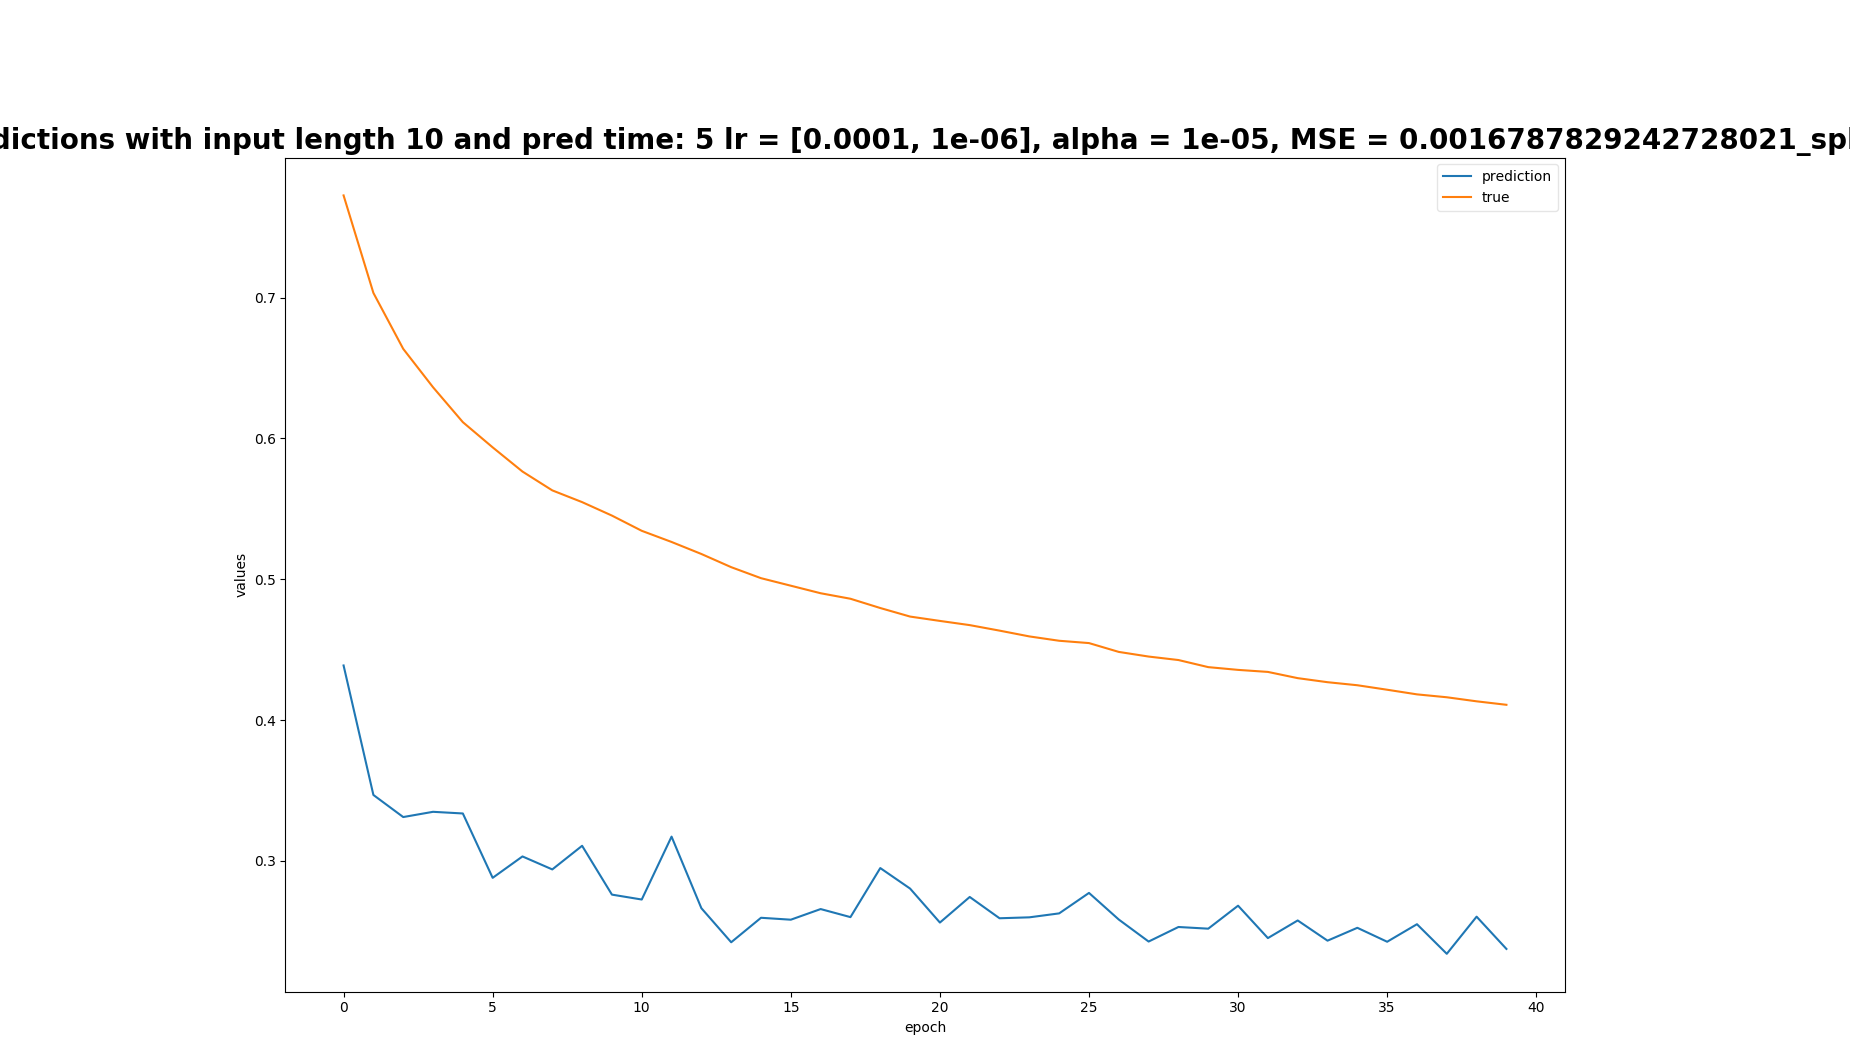 dictions with input length 10 and pred time: 5 lr = [0.0001, 1e-06], alpha = 1e-05, MSE = 0.0016787829242728021_spl
prediction
true
0.7
0.6
0.5
0.4
0.3
values
0 5 10 15 20 25 30 35 40
epoch